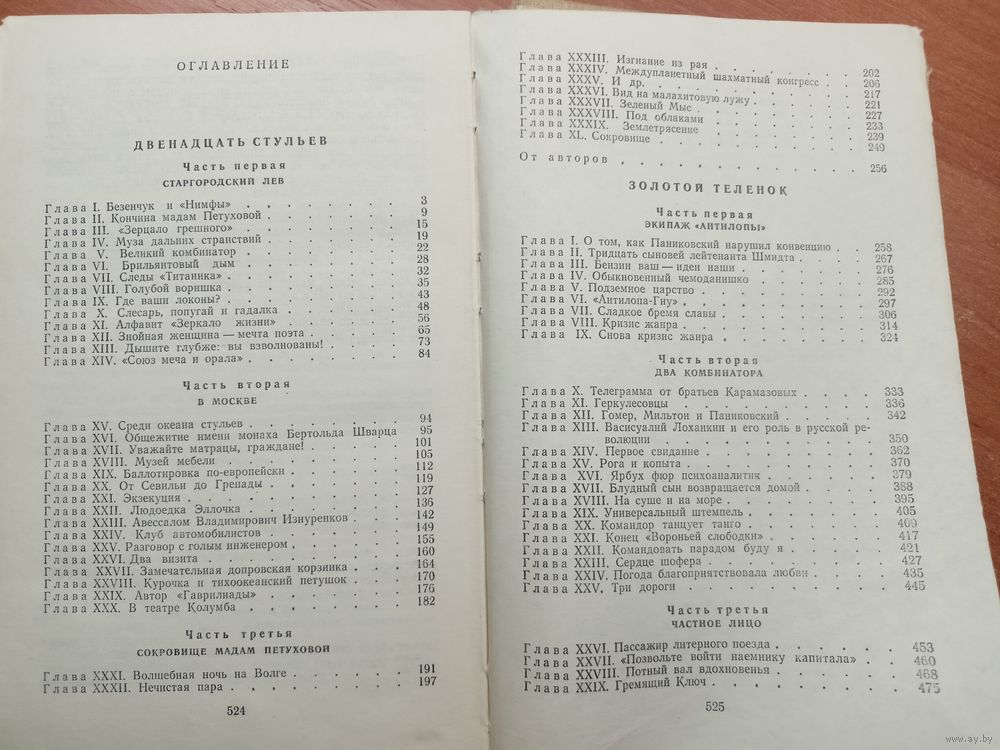 ОГЛАВЛЕНИЕ
ДВЕНАДЦАТЬ СТУЛЬЕВ
Часть первая
СТАРГОРОДСКИЙ ЛЕВ
Глава I. Безенчук и «Нимфы» . . . . . . . 3
Глава II. Кончина мадам Петуховой . . . . . . 9
Глава III. «Зерцало грешного» . . . . . . . 15
Глава IV. Муза дальних странствий . . . . . . 19
Глава V. Великий комбинатор . . . . . . . 22
Глава VI. Брильянтовый дым . . . . . . . 28
Глава VII. Следы «Титаника» . . . . . . . 32
Глава VIII. Голубой воришка . . . . . . . 35
Глава IX. Где ваши локоны? . . . . . . . 43
Глава X. Слесарь, попугай и гадалка . . . . . 48
Глава XI. Алфавит «Зеркало жизни» . . . . . 56
Глава XII. Знойная женщина — мечта поэта . . . . 65
Глава XIII. Дышите глубже: вы взволнованы! . . . . 73
Глава XIV. «Союз меча и орала» . . . . . . 84
Часть вторая
В МОСКВЕ
Глава XV. Среди океана стульев . . . . . . 94
Глава XVI. Общежитие имени монаха Бертольда Шварца 95
Глава XVII. Уважайте матрацы, граждане! . . . . 101
Глава XVIII. Музей мебели . . . . . . . 105
Глава XIX. Баллотировка по-европейски . . . . . 112
Глава XX. От Севильи до Гренады . . . . . . 119
Глава XXI. Экзекуция . . . . . . . . 127
Глава XXII. Людоедка Эллочка . . . . . . 136
Глава XXIII. Авессалом Владимирович Изнуренков . . 142
Глава XXIV. Клуб автомобилистов . . . . . . 149
Глава XXV. Разговор с голым инженером . . . . . 155
Глава XXVI. Два визита . . . . . . . . 160
Глава XXVII. Замечательная допровская корзинка . . 164
Глава XXVIII. Курочка и тихоокеанский петушок . . . 170
Глава XXIX. Автор «Гаврилиады» . . . . . . 176
Глава XXX. В театре Колумба . . . . . . . 182
Часть третья
СОКРОВИЩЕ МАДАМ ПЕТУХОВОЙ
Глава XXXI. Волшебная ночь на Волге . . . . . 191
Глава XXXII. Нечистая пара . . . . . . . 197
524
Глава XXXIII. Изгнание из рая . . . . . . . 202
Глава XXXIV. Междупланетный шахматный конгресс . . 206
Глава XXXV. И др. . . . . . . . . . 217
Глава XXXVI. Вид на малахитовую лужу . . . . . 221
Глава XXXVII. Зеленый Мыс . . . . . . . 227
Глава XXXVIII. Под облаками . . . . . . . 233
Глава XXXIX. Землетрясение . . . . . . . 239
Глава XL. Сокровище . . . . . . . . 249
От авторов . . . . . . . . . . . 256
ЗОЛОТОЙ ТЕЛЕНОК
Часть первая
ЭКИПАЖ «АНТИЛОПЫ»
Глава I. О том, как Паниковский нарушил конвенцию . . 258
Глава II. Тридцать сыновей лейтенанта Шмидта . . . 267
Глава III. Бензин ваш — идеи наши . . . . . . 276
Глава IV. Обыкновенный чемоданишко . . . . . 285
Глава V. Подземное царство . . . . . . . 292
Глава VI. «Антилопа-Гну» . . . . . . . . 297
Глава VII. Сладкое бремя славы . . . . . . 306
Глава VIII. Кризис жанра . . . . . . . . 314
Глава IX. Снова кризис жанра . . . . . . . 324
Часть вторая
ДВА КОМБИНАТОРА
Глава X. Телеграмма от братьев Карамазовых . . . . 333
Глава XI. Геркулесовцы . . . . . . . . 336
Глава XII. Гомер, Мильтон и Паниковский . . . . . 342
Глава XIII. Васисуалий Лоханкин и его роль в русской ре-
волюции . . . . . . . . . 350
Глава XIV. Первое свидание . . . . . . . 362
Глава XV. Рога и копыта . . . . . . . . 370
Глава XVI. Ярбух фюр психоаналитик . . . . . . 379
Глава XVII. Блудный сын возвращается домой . . . . 388
Глава XVIII. На суше и на море . . . . . . . 395
Глава XIX. Универсальный штемпель . . . . . . 405
Глава XX. Командор танцует танго . . . . . . 409
Глава XXI. Конец «Вороньей слободки» . . . . . 417
Глава XXII. Командовать парадом буду я . . . . . 421
Глава XXIII. Сердце шофера . . . . . . . 427
Глава XXIV. Погода благоприятствовала любви . . . 435
Глава XXV. Три дороги . . . . . . . . 445
Часть третья
ЧАСТНОЕ ЛИЦО
Глава XXVI. Пассажир литерного поезда . . . . . 453
Глава XXVII. «Позвольте войти наемнику капитала» . . 460
Глава XXVIII. Потный вал вдохновенья . . . . . 468
Глава XXIX. Гремящий Ключ . . . . . . . 475
525
www.ay.by